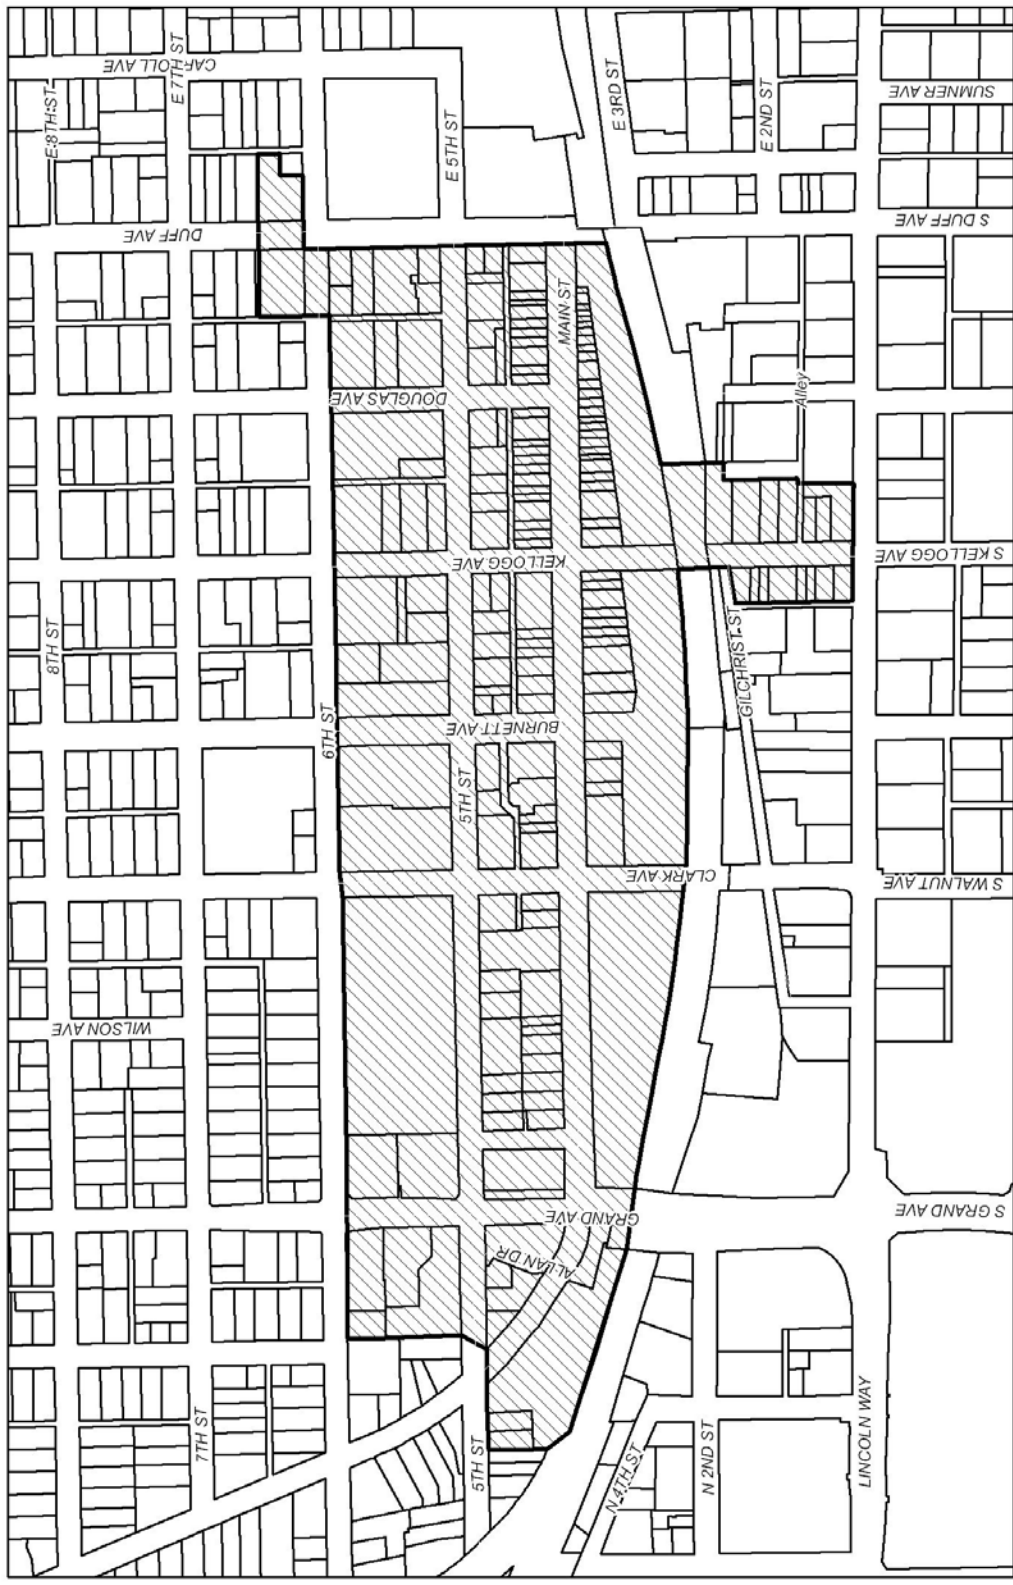 CARROLL AVE
E 7TH ST
E 8TH ST
E 3RD ST
E 2ND ST
SUMNER AVE
E 5TH ST
DUFF AVE
S DUFF AVE
MAIN ST
DOUGLAS AVE
Alley
KELLOGG AVE
S KELLOGG AVE
8TH ST
GILCHRIST ST
6TH ST
BURNETT AVE
5TH ST
CLARK AVE
S WALNUT AVE
WILSON AVE
GRAND AVE
S GRAND AVE
ALLAN DR
7TH ST
5TH ST
N 4TH ST
N 2ND ST
LINCOLN WAY